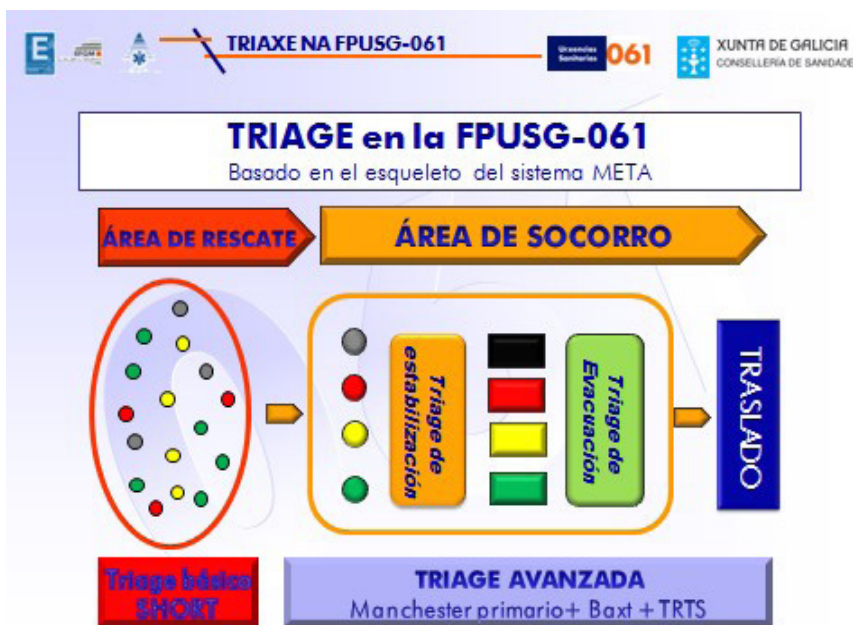 E
TRIAXE NA FPUSG-061
Urxencias
Sanitarias
061
XUNTA DE GALICIA
CONSELLERÍA DE SANIDADE
TRIAGE en la FPUSG-061
Basado en el esqueleto del sistema META
ÁREA DE RESCATE
ÁREA DE SOCORRO
Triage de
estabilización
Triage de
Evacuación
TRASLADO
Triage básico
SHORT
TRIAGE AVANZADA
Manchester primario+ Baxt + TRTS